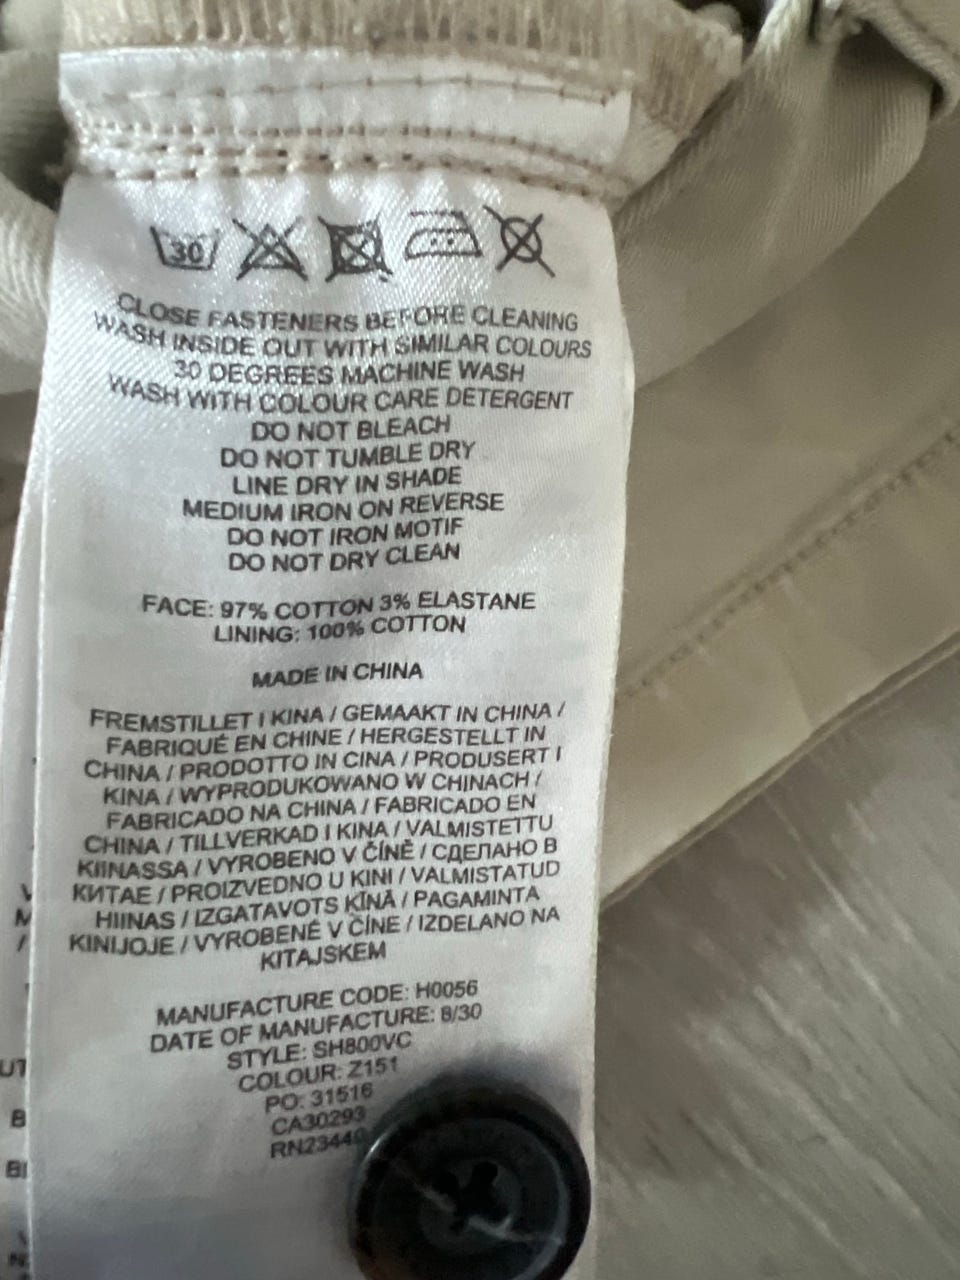 30
CLOSE FASTENERS BEFORE CLEANING
WASH INSIDE OUT WITH SIMILAR COLOURS
30 DEGREES MACHINE WASH
WASH WITH COLOUR CARE DETERGENT
DO NOT BLEACH
DO NOT TUMBLE DRY
LINE DRY IN SHADE
MEDIUM IRON ON REVERSE
DO NOT IRON MOTIF
DO NOT DRY CLEAN
FACE: 97% COTTON 3% ELASTANE
LINING: 100% COTTON
MADE IN CHINA
FREMSTILLET I KINA / GEMAAKT IN CHINA /
FABRIQUÉ EN CHINE / HERGESTELLT IN
CHINA / PRODOTTO IN CINA / PRODUSERT I
KINA / WYPRODUKOWANO W CHINACH /
FABRICADO NA CHINA / FABRICADO EN
CHINA / TILLVERKAD I KINA / VALMISTETTU
KIINASSA / VYROBENO V ČÍNĚ / СДЕЛАНО В
КИТАЕ / PROIZVEDNO U KINI / VALMISTATUD
HIINAS / IZGATAVOTS ĶĪNĀ / PAGAMINTA
KINIJOJE / VYROBENÉ V ČÍNE / IZDELANO NA
KITAJSKEM
MANUFACTURE CODE: H0056
DATE OF MANUFACTURE: 8/30
STYLE: SH800VC
COLOUR: Z151
PO: 31516
CA30293
RN23440